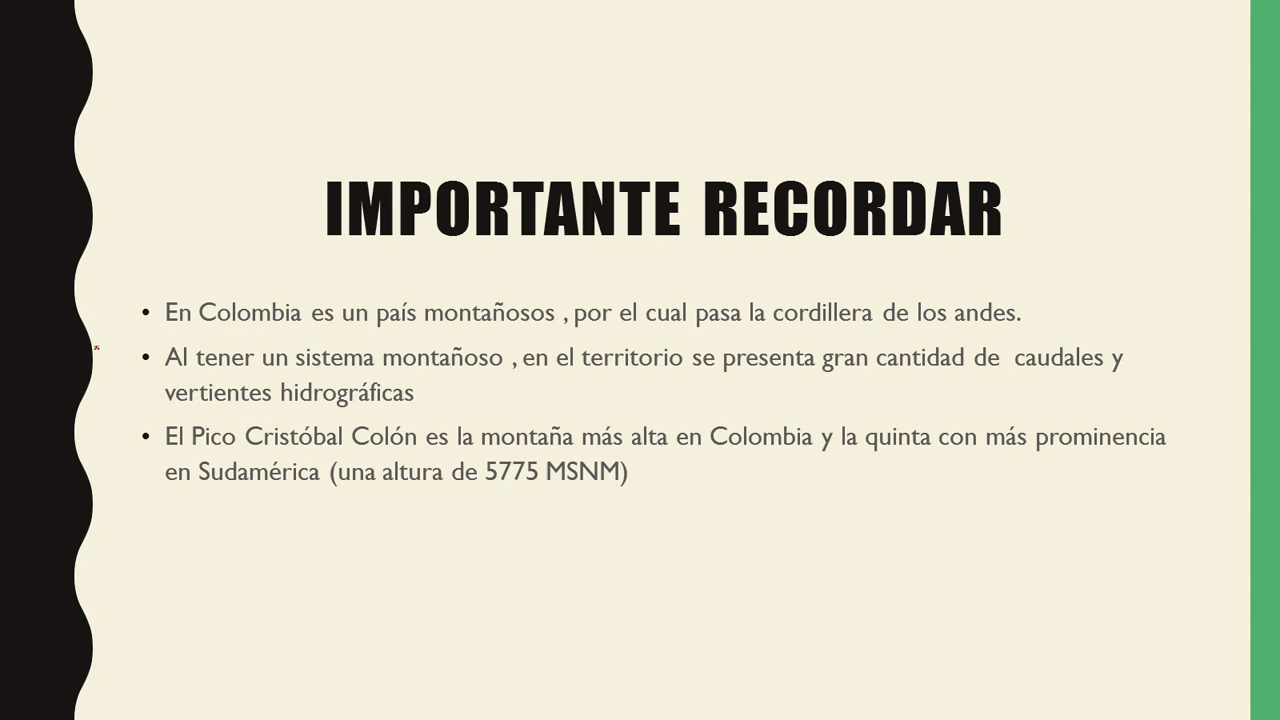 IMPORTANTE RECORDAR
• En Colombia es un país montañosos , por el cual pasa la cordillera de los andes.
• Al tener un sistema montañoso , en el territorio se presenta gran cantidad de  caudales y
vertientes hidrográficas
• El Pico Cristóbal Colón es la montaña más alta en Colombia y la quinta con más prominencia
en Sudamérica (una altura de 5775 MSNM)